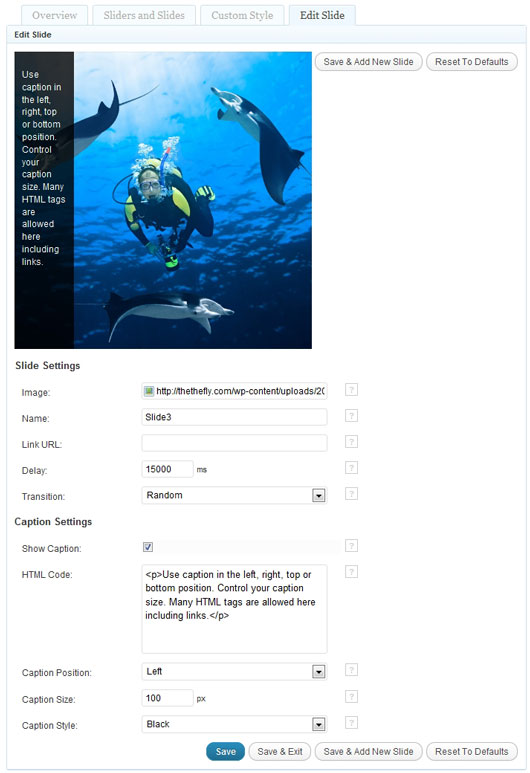 Overview Sliders and Slides Custom Style Edit Slide
Edit Slide
Save & Add New Slide Reset To Defaults
Use
caption in
the left,
right, top
or bottom
position.
Control
your
caption
size. Many
HTML tags
are
allowed
here
including
links.
Slide Settings
Image: http://thethefly.com/wp-content/uploads/20 ?
Name: Slide3 ?
Link URL: ?
Delay: 15000 ms ?
Transition: Random ?
Caption Settings
Show Caption: ?
HTML Code: ?
<p>Use caption in the left, right, top or
bottom position. Control your caption
size. Many HTML tags are allowed here
including links.</p>
Caption Position: Left ?
Caption Size: 100 px ?
Caption Style: Black ?
Save Save & Exit Save & Add New Slide Reset To Defaults